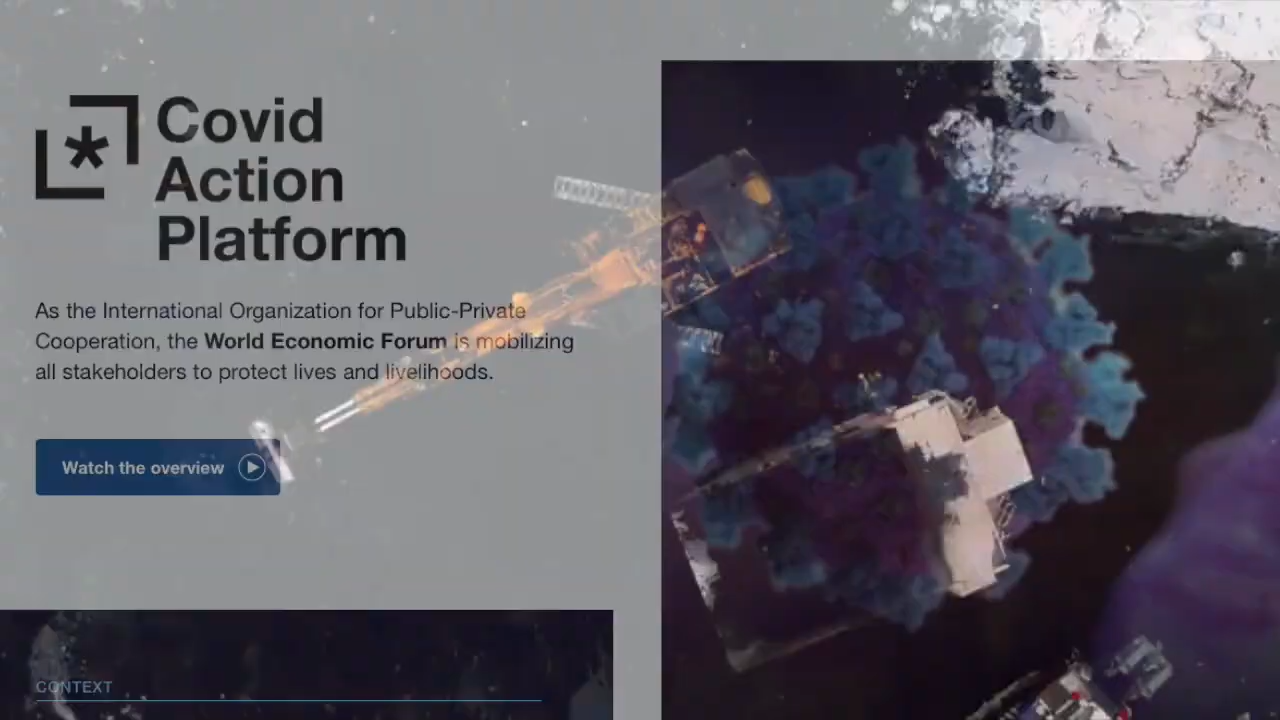 Covid
Action
Platform
As the International Organization for Public-Private
Cooperation, the World Economic Forum is mobilizing
all stakeholders to protect lives and livelihoods.
Watch the overview
CONTEXT